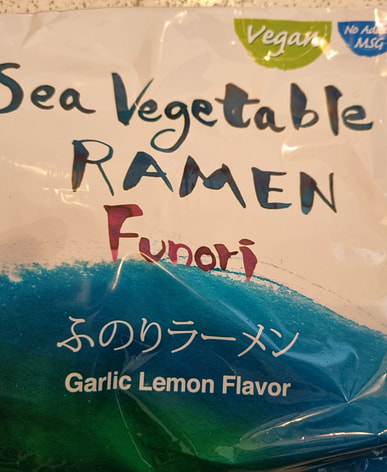 Vegan
No Added
MSG
Sea Vegetable
RAMEN
Funori
ふのりラーメン
Garlic Lemon Flavor